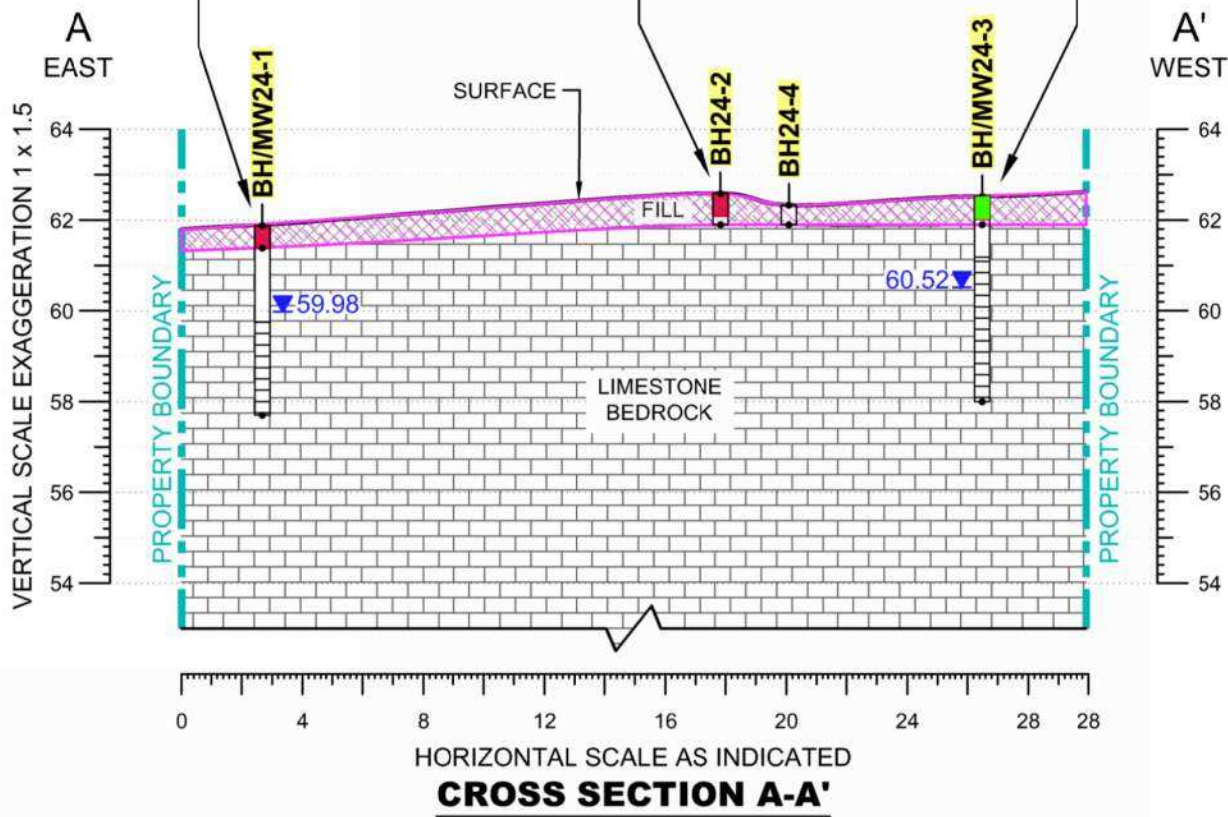 A
EAST
A'
WEST
BH/MW24-1
SURFACE
BH24-2
BH24-4
BH/MW24-3
VERTICAL SCALE EXAGGERATION 1 x 1.5
64
62
60
58
56
54
64
62
60
58
56
54
FILL
59.98
60.52
LIMESTONE
BEDROCK
PROPERTY BOUNDARY
PROPERTY BOUNDARY
0 4 8 12 16 20 24 28 28
HORIZONTAL SCALE AS INDICATED
CROSS SECTION A-A'